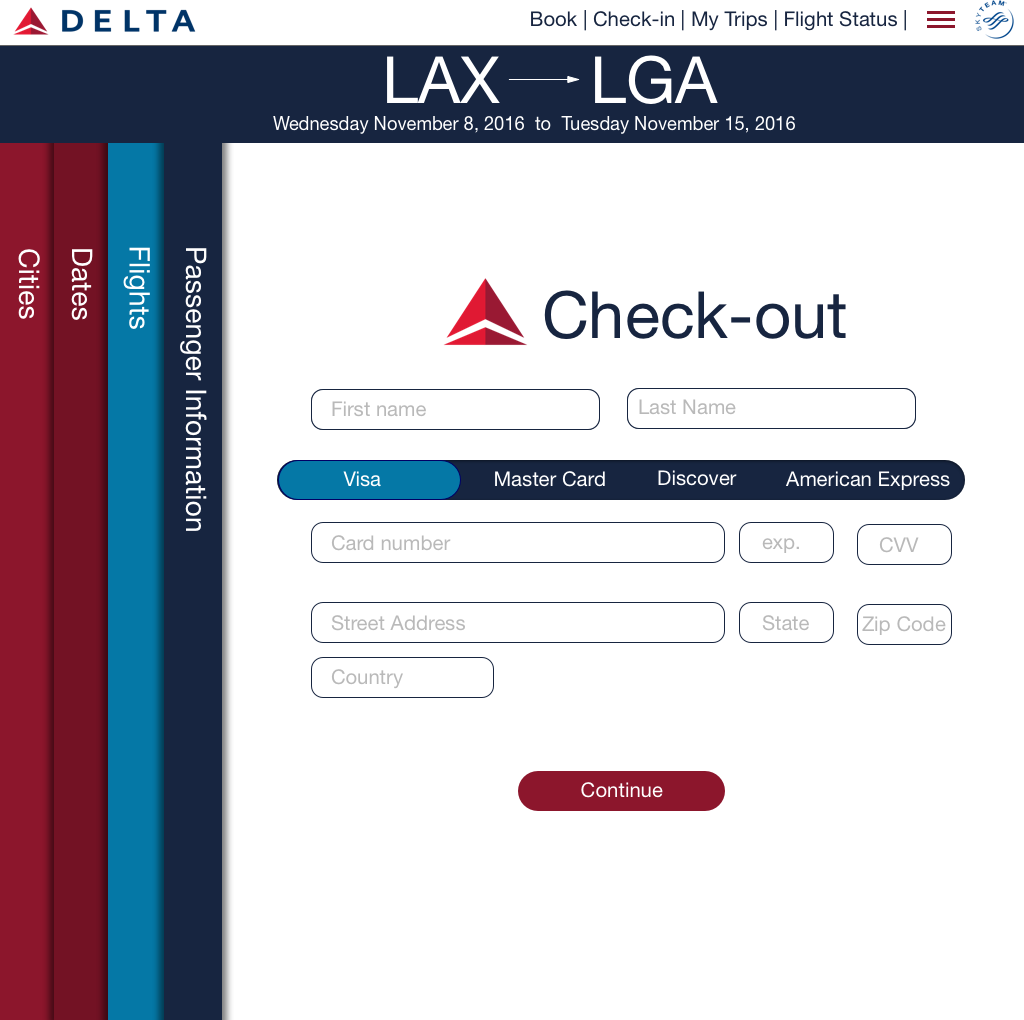 DELTA
Book | Check-in | My Trips | Flight Status |
SKYTEAM
LAX LGA
Wednesday November 8, 2016 to Tuesday November 15, 2016
Cities
Dates
Flights
Passenger Information
Check-out
First name Last Name
Visa Master Card Discover American Express
Card number exp. CVV
Street Address State Zip Code
Country
Continue